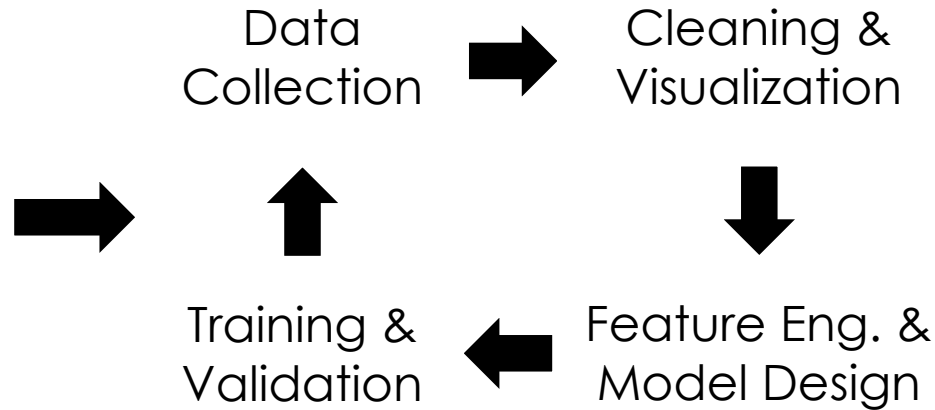 Data
Collection
Cleaning &
Visualization
Training &
Validation
Feature Eng. &
Model Design